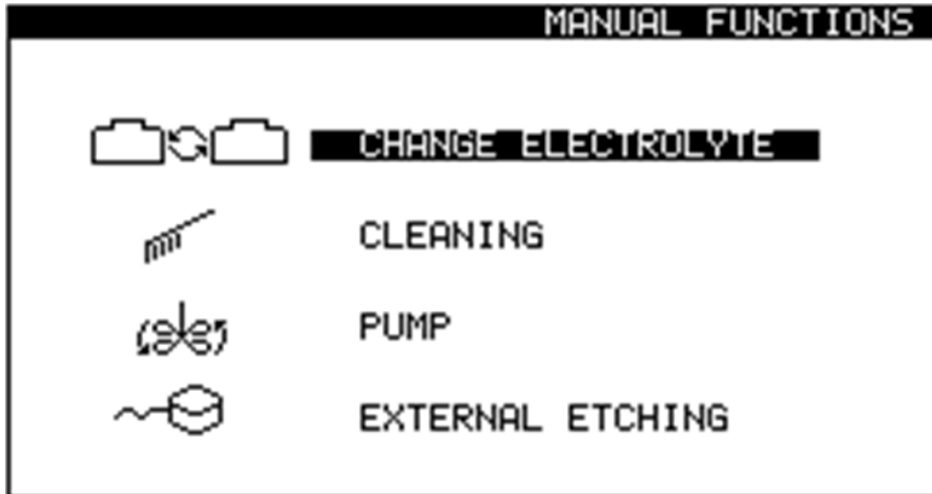 MANUAL FUNCTIONS
CHANGE ELECTROLYTE
CLEANING
PUMP
EXTERNAL ETCHING